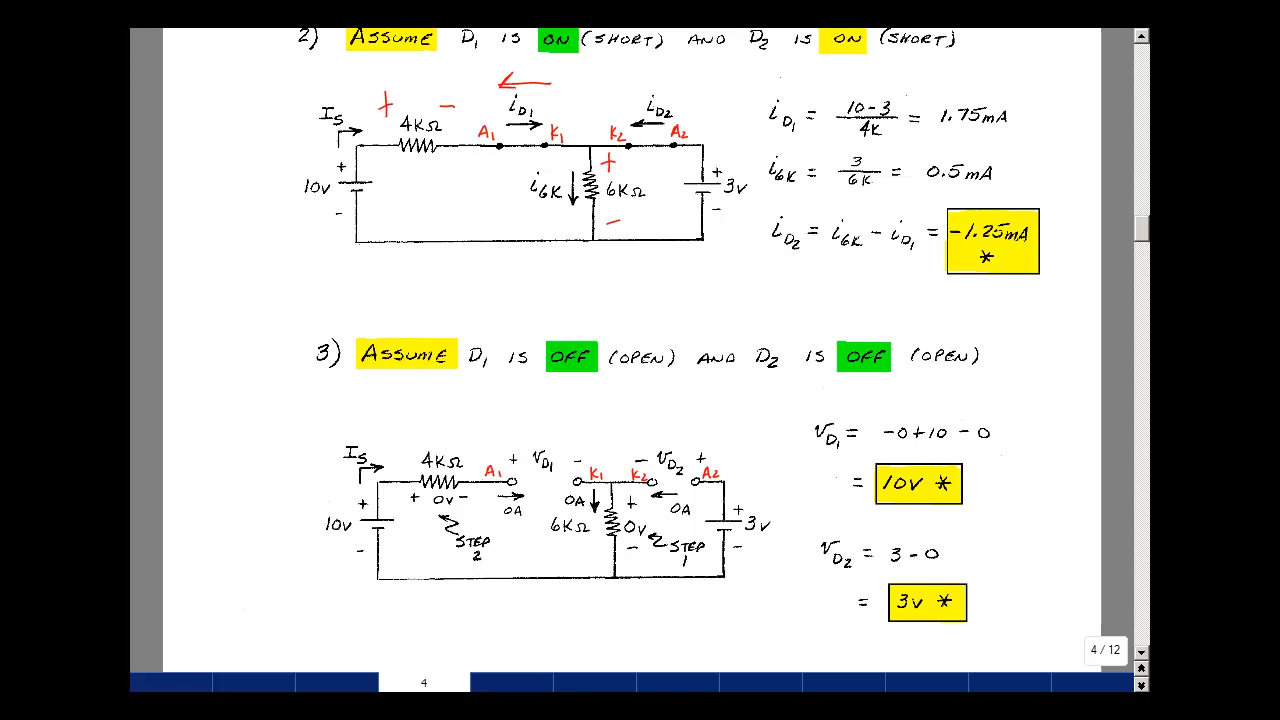 2) ASSUME D1 IS ON (SHORT) AND D2 IS ON (SHORT)
+ -
IS
4KΩ
iD1
iD2
A1 K1 K2 A2
+ + +
10V i6K 6KΩ 3V
- - -
iD1 = 10-3 / 4K = 1.75mA
i6K = 3 / 6K = 0.5mA
iD2 = i6K - iD1 = -1.25mA
*
3) ASSUME D1 IS OFF (OPEN) AND D2 IS OFF (OPEN)
IS
4KΩ A1 + VD1 - K1 K2 - VD2 + A2
+ 0V - 0A 0A + 0A +
10V 6KΩ 0V 3V
- - -
STEP 2
STEP 1
VD1 = -0+10-0
= 10V *
VD2 = 3-0
= 3V *
4 / 12
4